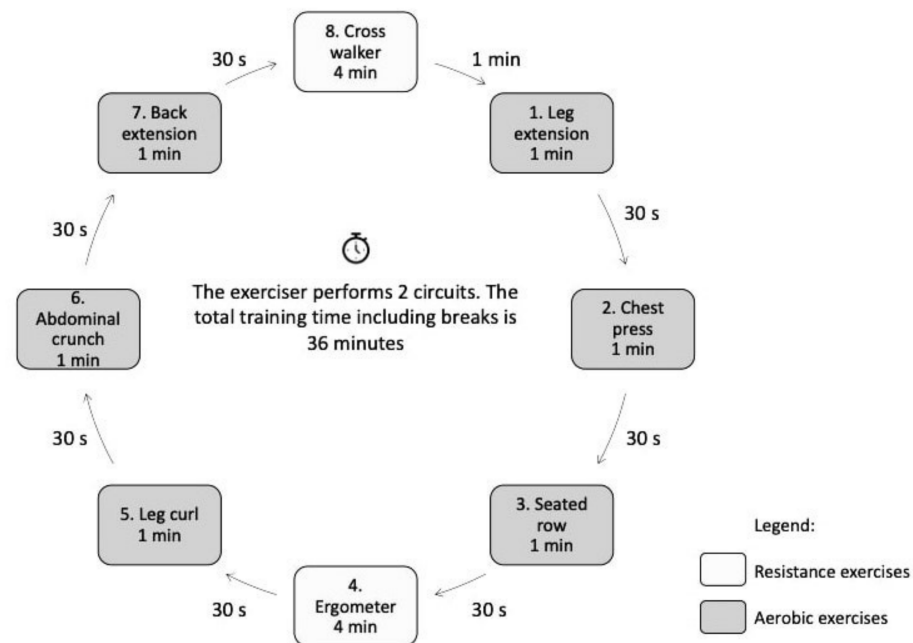 8. Cross
walker
4 min
1 min
1. Leg
extension
1 min
30 s
2. Chest
press
1 min
30 s
3. Seated
row
1 min
30 s
4.
Ergometer
4 min
30 s
5. Leg curl
1 min
30 s
6.
Abdominal
crunch
1 min
30 s
7. Back
extension
1 min
30 s
The exerciser performs 2 circuits. The
total training time including breaks is
36 minutes
Legend:
Resistance exercises
Aerobic exercises